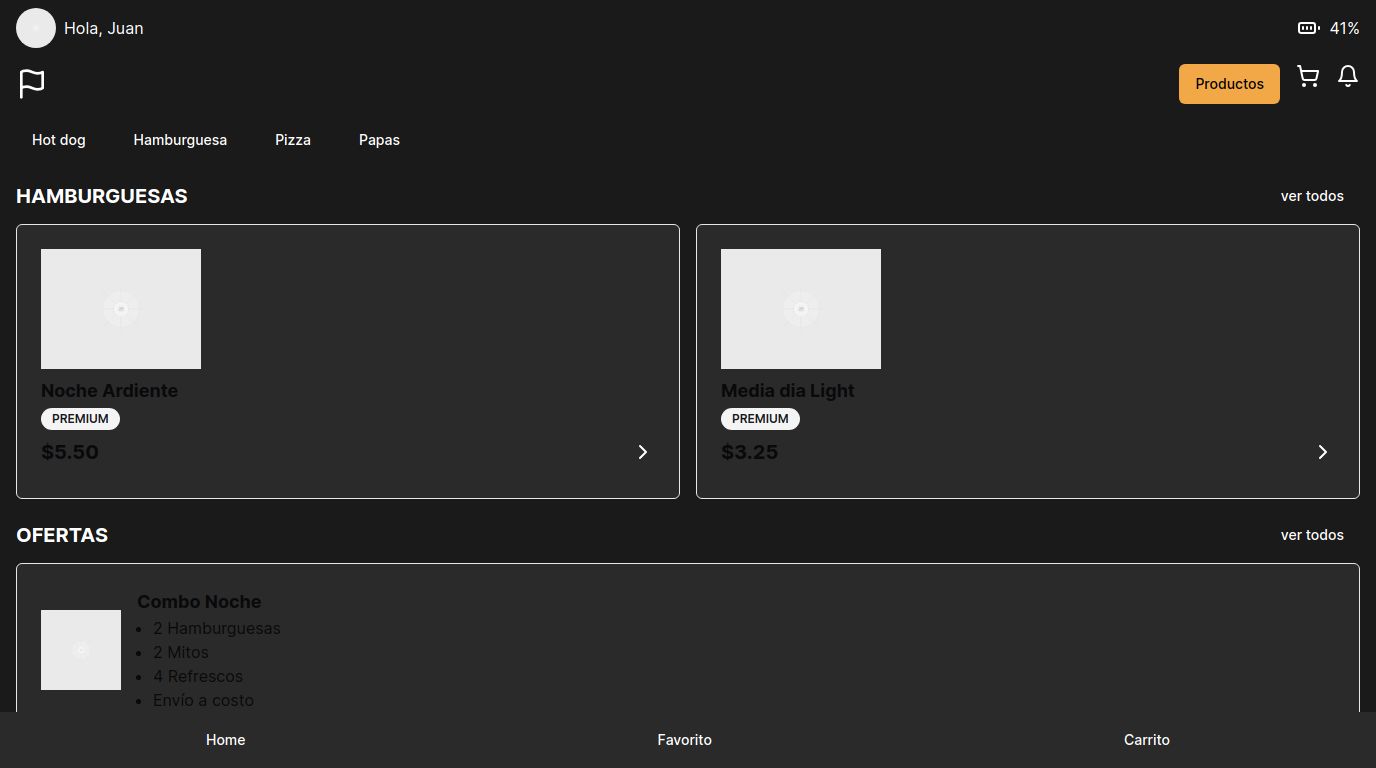 Hola, Juan
41%
Productos
Hot dog
Hamburguesa
Pizza
Papas
HAMBURGUESAS
ver todos
Noche Ardiente
PREMIUM
$5.50
Media dia Light
PREMIUM
$3.25
OFERTAS
ver todos
Combo Noche
2 Hamburguesas
2 Mitos
4 Refrescos
Envío a costo
Home
Favorito
Carrito